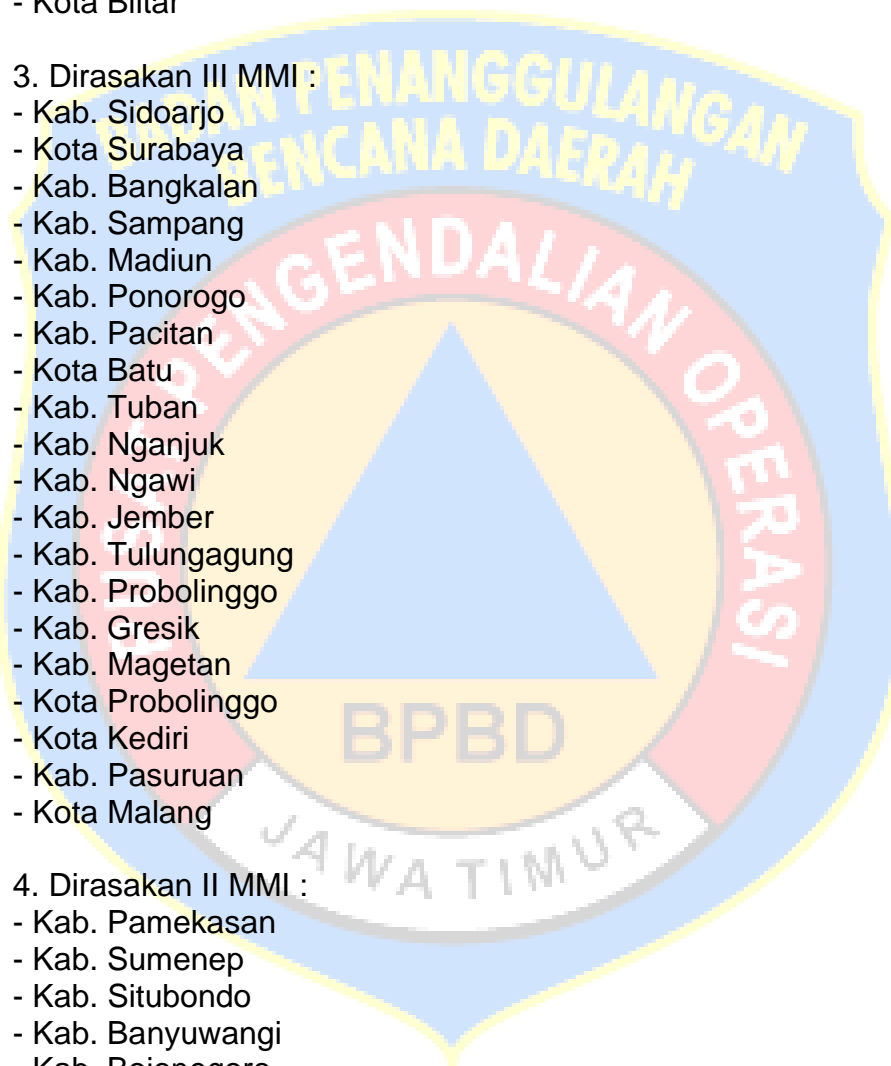 - Kota Blitar
3. Dirasakan III MMI :
- Kab. Sidoarjo
- Kota Surabaya
- Kab. Bangkalan
- Kab. Sampang
- Kab. Madiun
- Kab. Ponorogo
- Kab. Pacitan
- Kota Batu
- Kab. Tuban
- Kab. Nganjuk
- Kab. Ngawi
- Kab. Jember
- Kab. Tulungagung
- Kab. Probolinggo
- Kab. Gresik
- Kab. Magetan
- Kota Probolinggo
- Kota Kediri
- Kab. Pasuruan
- Kota Malang
4. Dirasakan II MMI :
- Kab. Pamekasan
- Kab. Sumenep
- Kab. Situbondo
- Kab. Banyuwangi
- Kab. Bojonegoro
BADAN PENANGGULANGAN
BENCANA DAERAH
PUSAT PENGENDALIAN OPERASI
BPBD
JAWA TIMUR